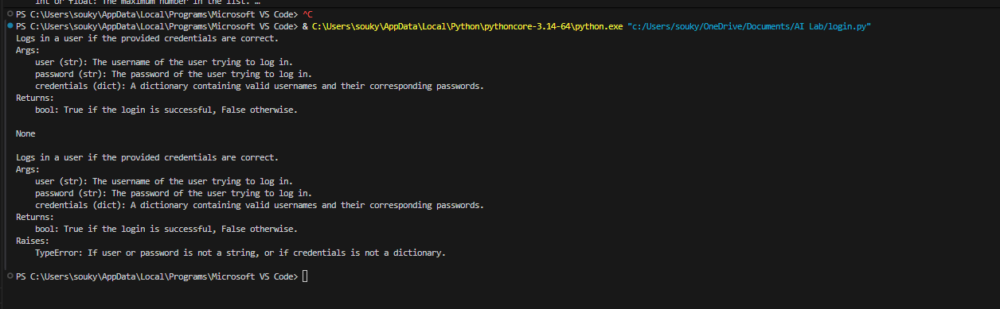 int or float: The maximum number in the list. …
PS C:\Users\souky\AppData\Local\Programs\Microsoft VS Code> ^C
PS C:\Users\souky\AppData\Local\Programs\Microsoft VS Code> & C:\Users\souky\AppData\Local\Python\pythoncore-3.14-64\python.exe "c:/Users/souky/OneDrive/Documents/AI Lab/login.py"
Logs in a user if the provided credentials are correct.
Args:
    user (str): The username of the user trying to log in.
    password (str): The password of the user trying to log in.
    credentials (dict): A dictionary containing valid usernames and their corresponding passwords.
Returns:
    bool: True if the login is successful, False otherwise.
None
Logs in a user if the provided credentials are correct.
Args:
    user (str): The username of the user trying to log in.
    password (str): The password of the user trying to log in.
    credentials (dict): A dictionary containing valid usernames and their corresponding passwords.
Returns:
    bool: True if the login is successful, False otherwise.
Raises:
    TypeError: If user or password is not a string, or if credentials is not a dictionary.
PS C:\Users\souky\AppData\Local\Programs\Microsoft VS Code>